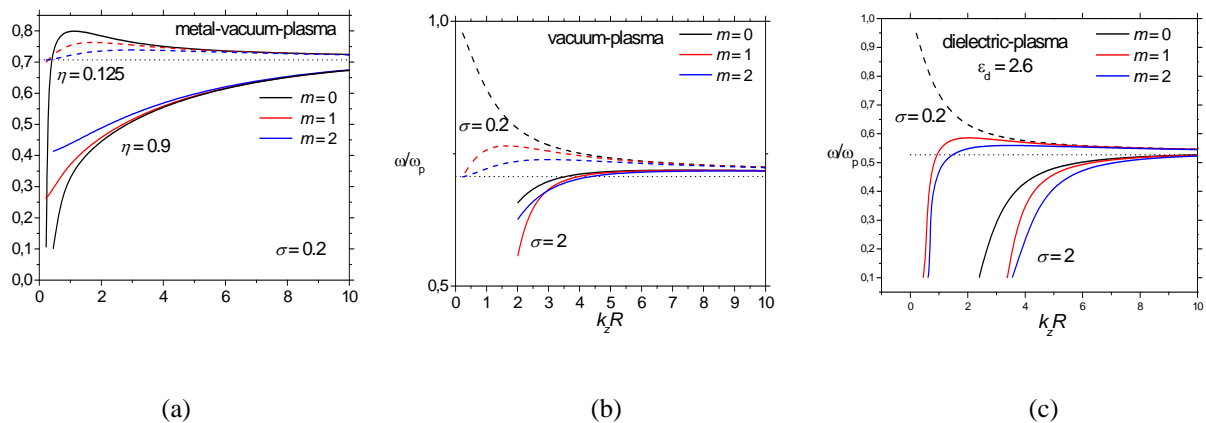 0,8
0,7
0,6
0,5
0,4
0,3
0,2
0,1
0,0
metal-vacuum-plasma
η = 0.125
m = 0
m = 1
m = 2
η = 0.9
σ = 0.2
0 2 4 6 8 10
(a)
1,0
ω/ωp
0,5
vacuum-plasma
m = 0
m = 1
m = 2
σ = 0.2
σ = 2
0 1 2 3 4 5 6 7 8 9 10
kzR
(b)
1,0
0,9
0,8
0,7
0,6
ω/ωp
0,5
0,4
0,3
0,2
0,1
dielectric-plasma
εd = 2.6
m = 0
m = 1
m = 2
σ = 0.2
σ = 2
0 2 4 6 8 10
kzR
(c)